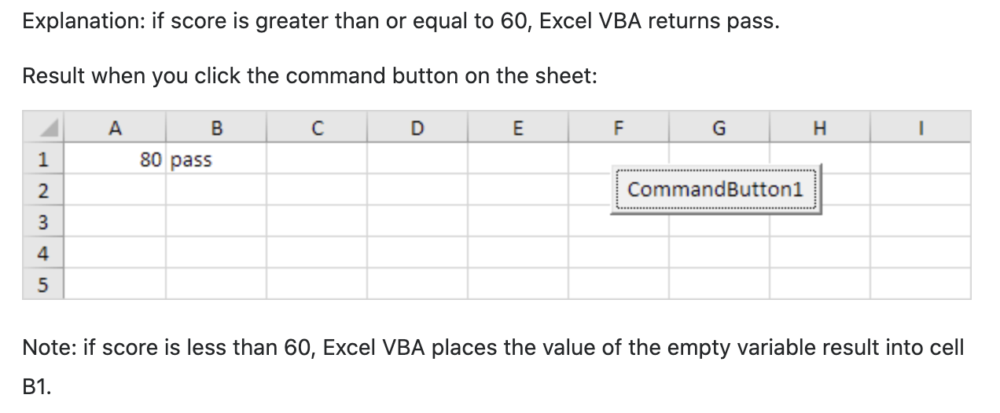 Explanation: if score is greater than or equal to 60, Excel VBA returns pass.
Result when you click the command button on the sheet:
A B C D E F G H I
1 80 pass
2 CommandButton1
3
4
5
Note: if score is less than 60, Excel VBA places the value of the empty variable result into cell
B1.